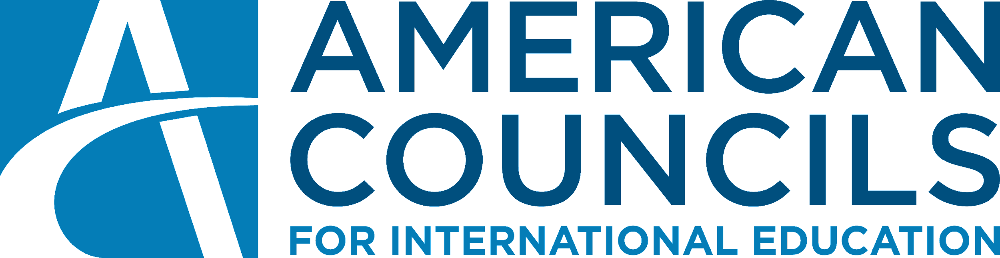 AMERICAN
COUNCILS
FOR INTERNATIONAL EDUCATION